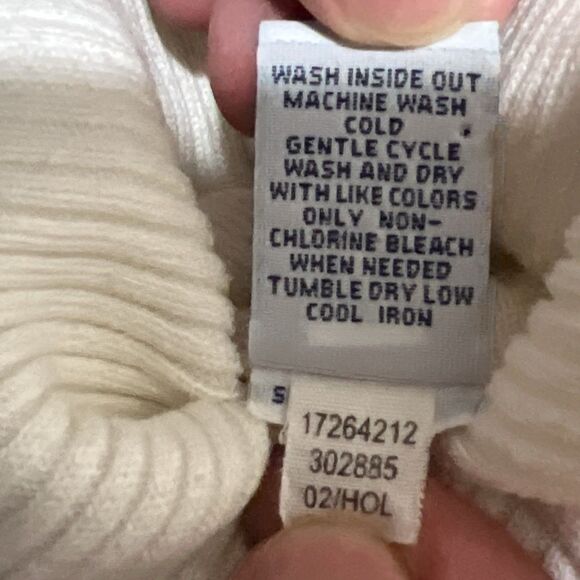 WASH INSIDE OUT
MACHINE WASH
COLD
GENTLE CYCLE
WASH AND DRY
WITH LIKE COLORS
ONLY NON-
CHLORINE BLEACH
WHEN NEEDED
TUMBLE DRY LOW
COOL IRON
S
17264212
302885
02/HOL